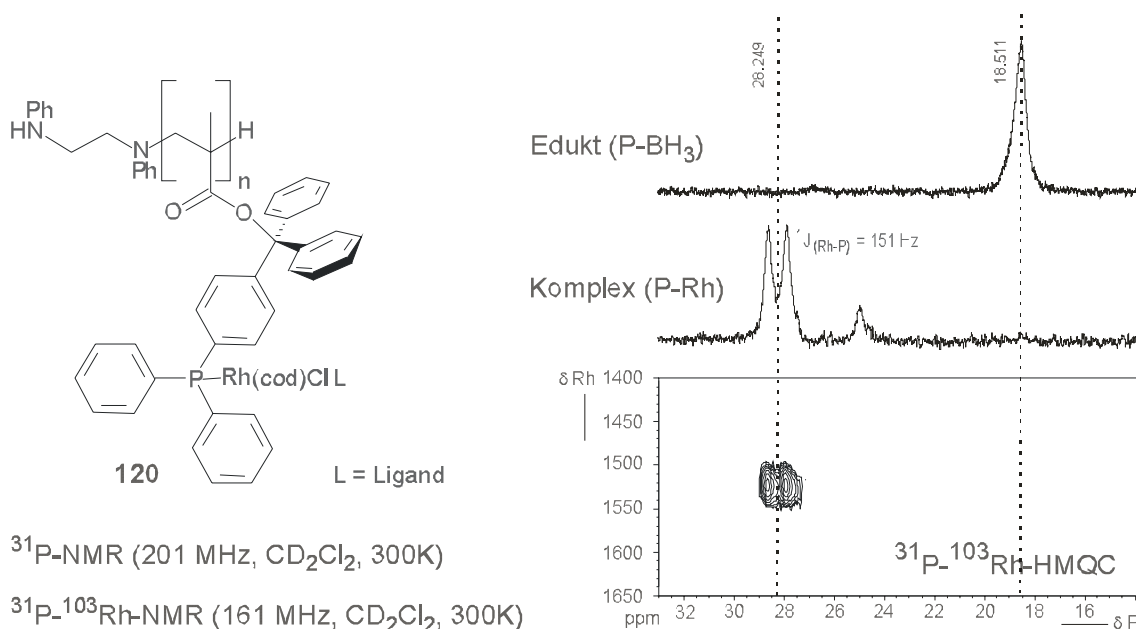 Ph
HN
N
Ph
H
n
O
O
P Rh(cod)Cl L
120 L = Ligand
³¹P-NMR (201 MHz, CD₂Cl₂, 300K)
³¹P-¹⁰³Rh-NMR (161 MHz, CD₂Cl₂, 300K)
28.249
18.511
Edukt (P-BH₃)
J(Rh-P) = 151 Hz
Komplex (P-Rh)
δ Rh 1400
1450
1500
1550
1600
1650
³¹P-¹⁰³Rh-HMQC
ppm 32 30 28 26 24 22 20 18 16
δ P